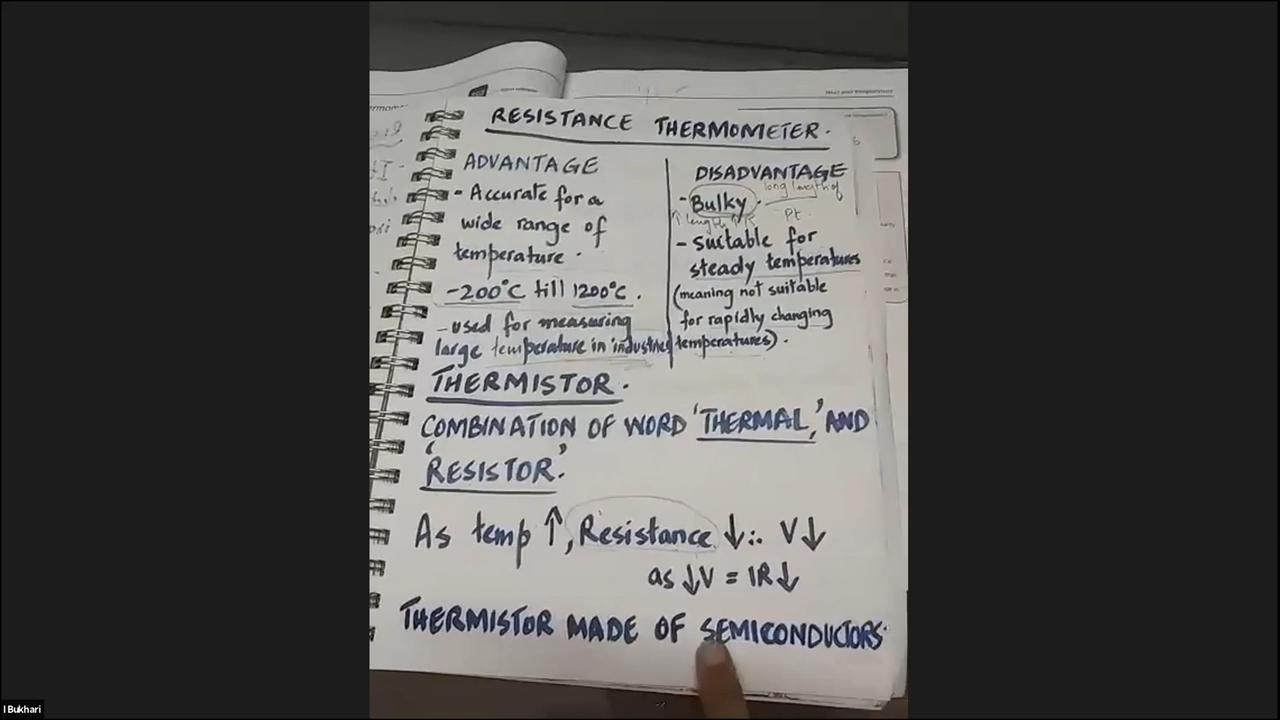 RESISTANCE THERMOMETER.
ADVANTAGE
- Accurate for a
wide range of
temperature.
-200°C till 1200°C.
- used for measuring
large temperature in industries
DISADVANTAGE
- Bulky. long length of
Pt.
↑ length ↑ R
- Suitable for
steady temperatures
(meaning not suitable
for rapidly changing
temperatures).
THERMISTOR.
COMBINATION OF WORD 'THERMAL,' AND
'RESISTOR.'
As temp ↑, Resistance ↓ ∴ V↓
as ↓V = IR↓
THERMISTOR MADE OF SEMICONDUCTORS.
I Bukhari